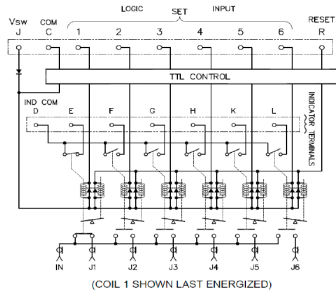 LOGIC SET INPUT
Vsw COM RESET
J C 1 2 3 4 5 6 R
TTL CONTROL
IND COM
D E F G H K L
INDICATOR TERMINALS
IN J1 J2 J3 J4 J5 J6
(COIL 1 SHOWN LAST ENERGIZED)